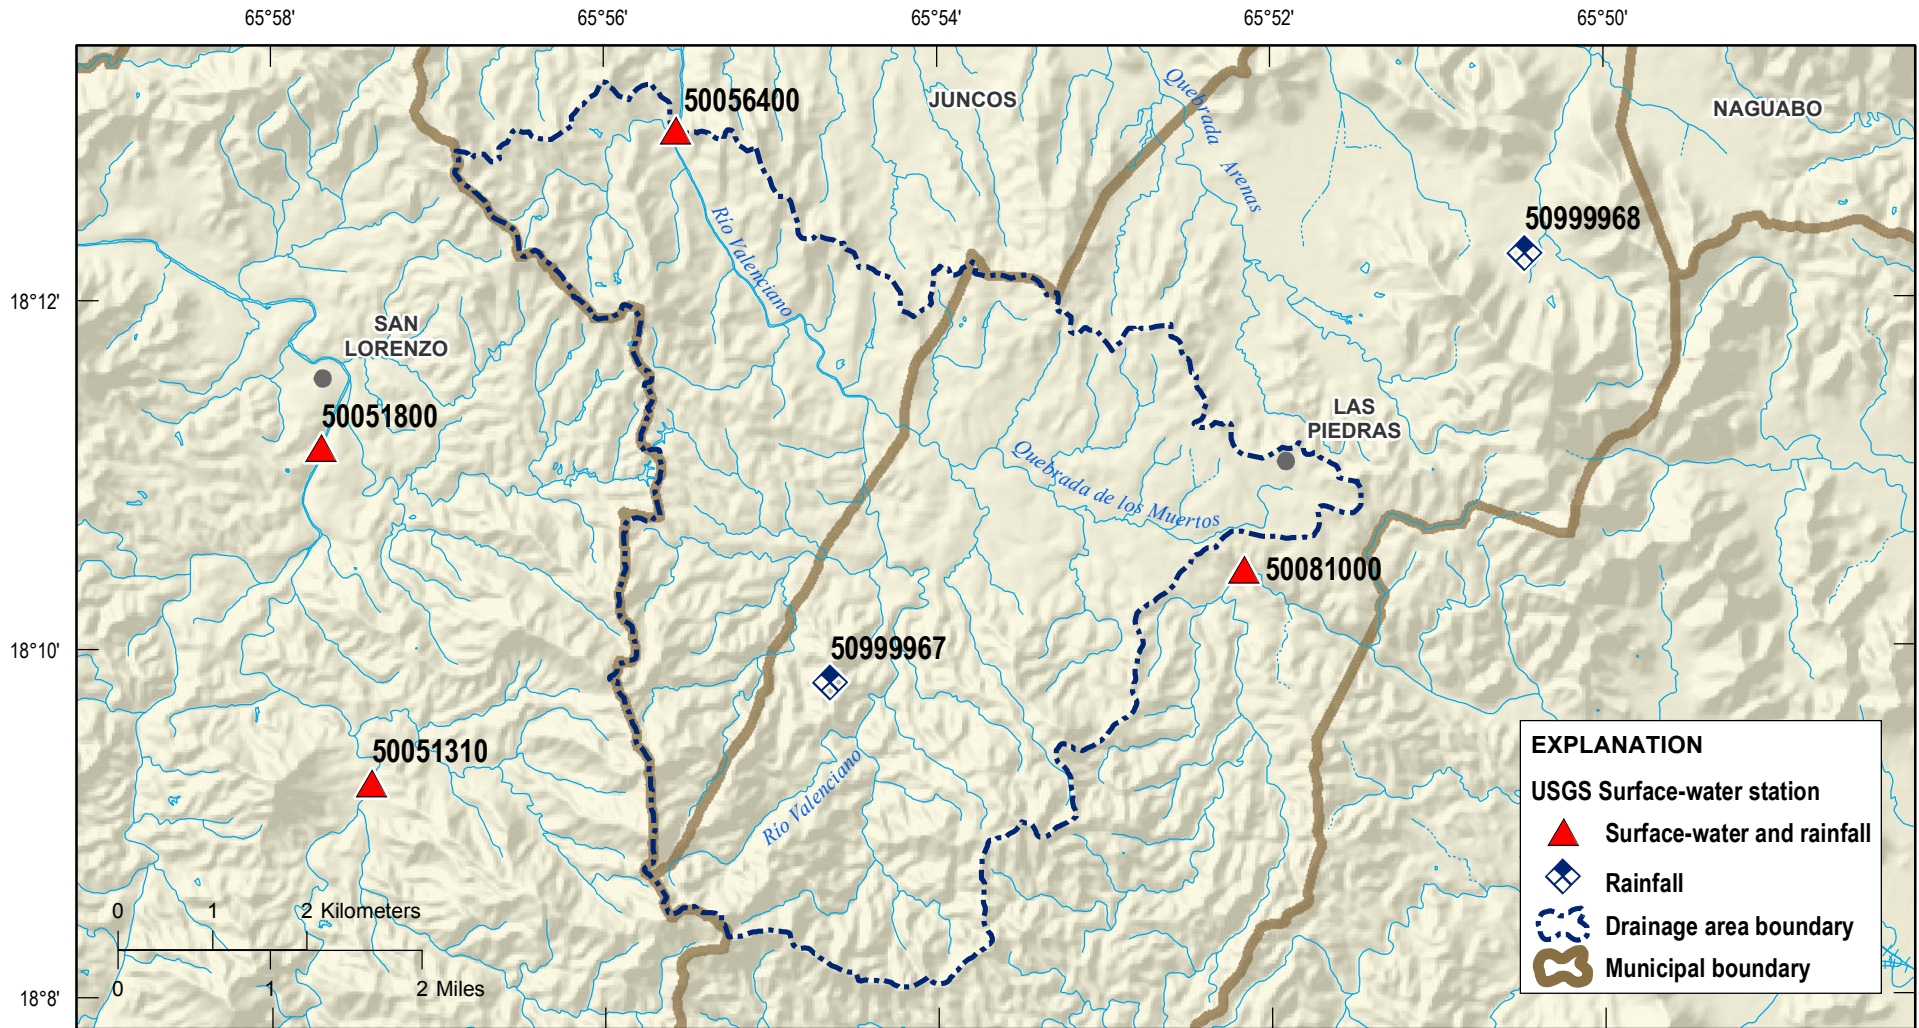 65°58'
65°56'
65°54'
65°52'
65°50'
50056400
JUNCOS
Quebrada Arenas
NAGUABO
50999968
Río Valenciano
18°12'
SAN
LORENZO
50051800
LAS
PIEDRAS
Quebrada de los Muertos
50081000
18°10'
50999967
50051310
Río Valenciano
EXPLANATION
USGS Surface-water station
Surface-water and rainfall
Rainfall
Drainage area boundary
Municipal boundary
0 1 2 Kilometers
0 1 2 Miles
18°8'